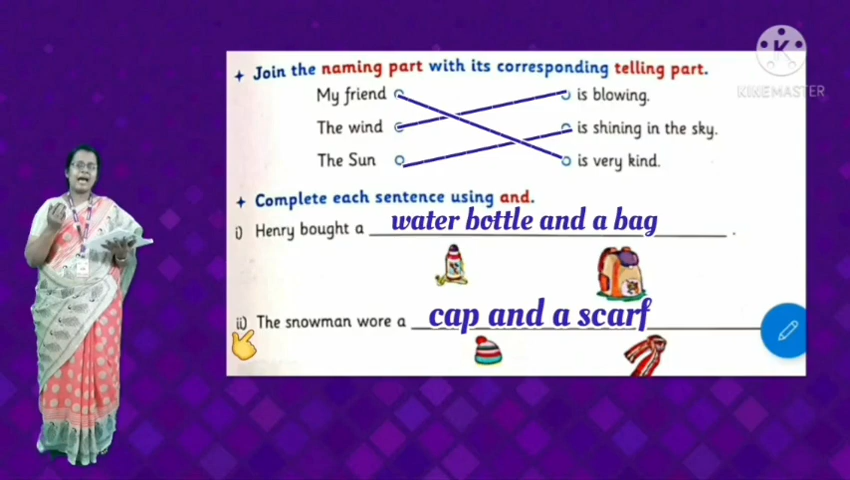 KINEMASTER
✦ Join the naming part with its corresponding telling part.
My friend is blowing.
The wind is shining in the sky.
The Sun is very kind.
✦ Complete each sentence using and.
i) Henry bought a water bottle and a bag.
ii) The snowman wore a cap and a scarf